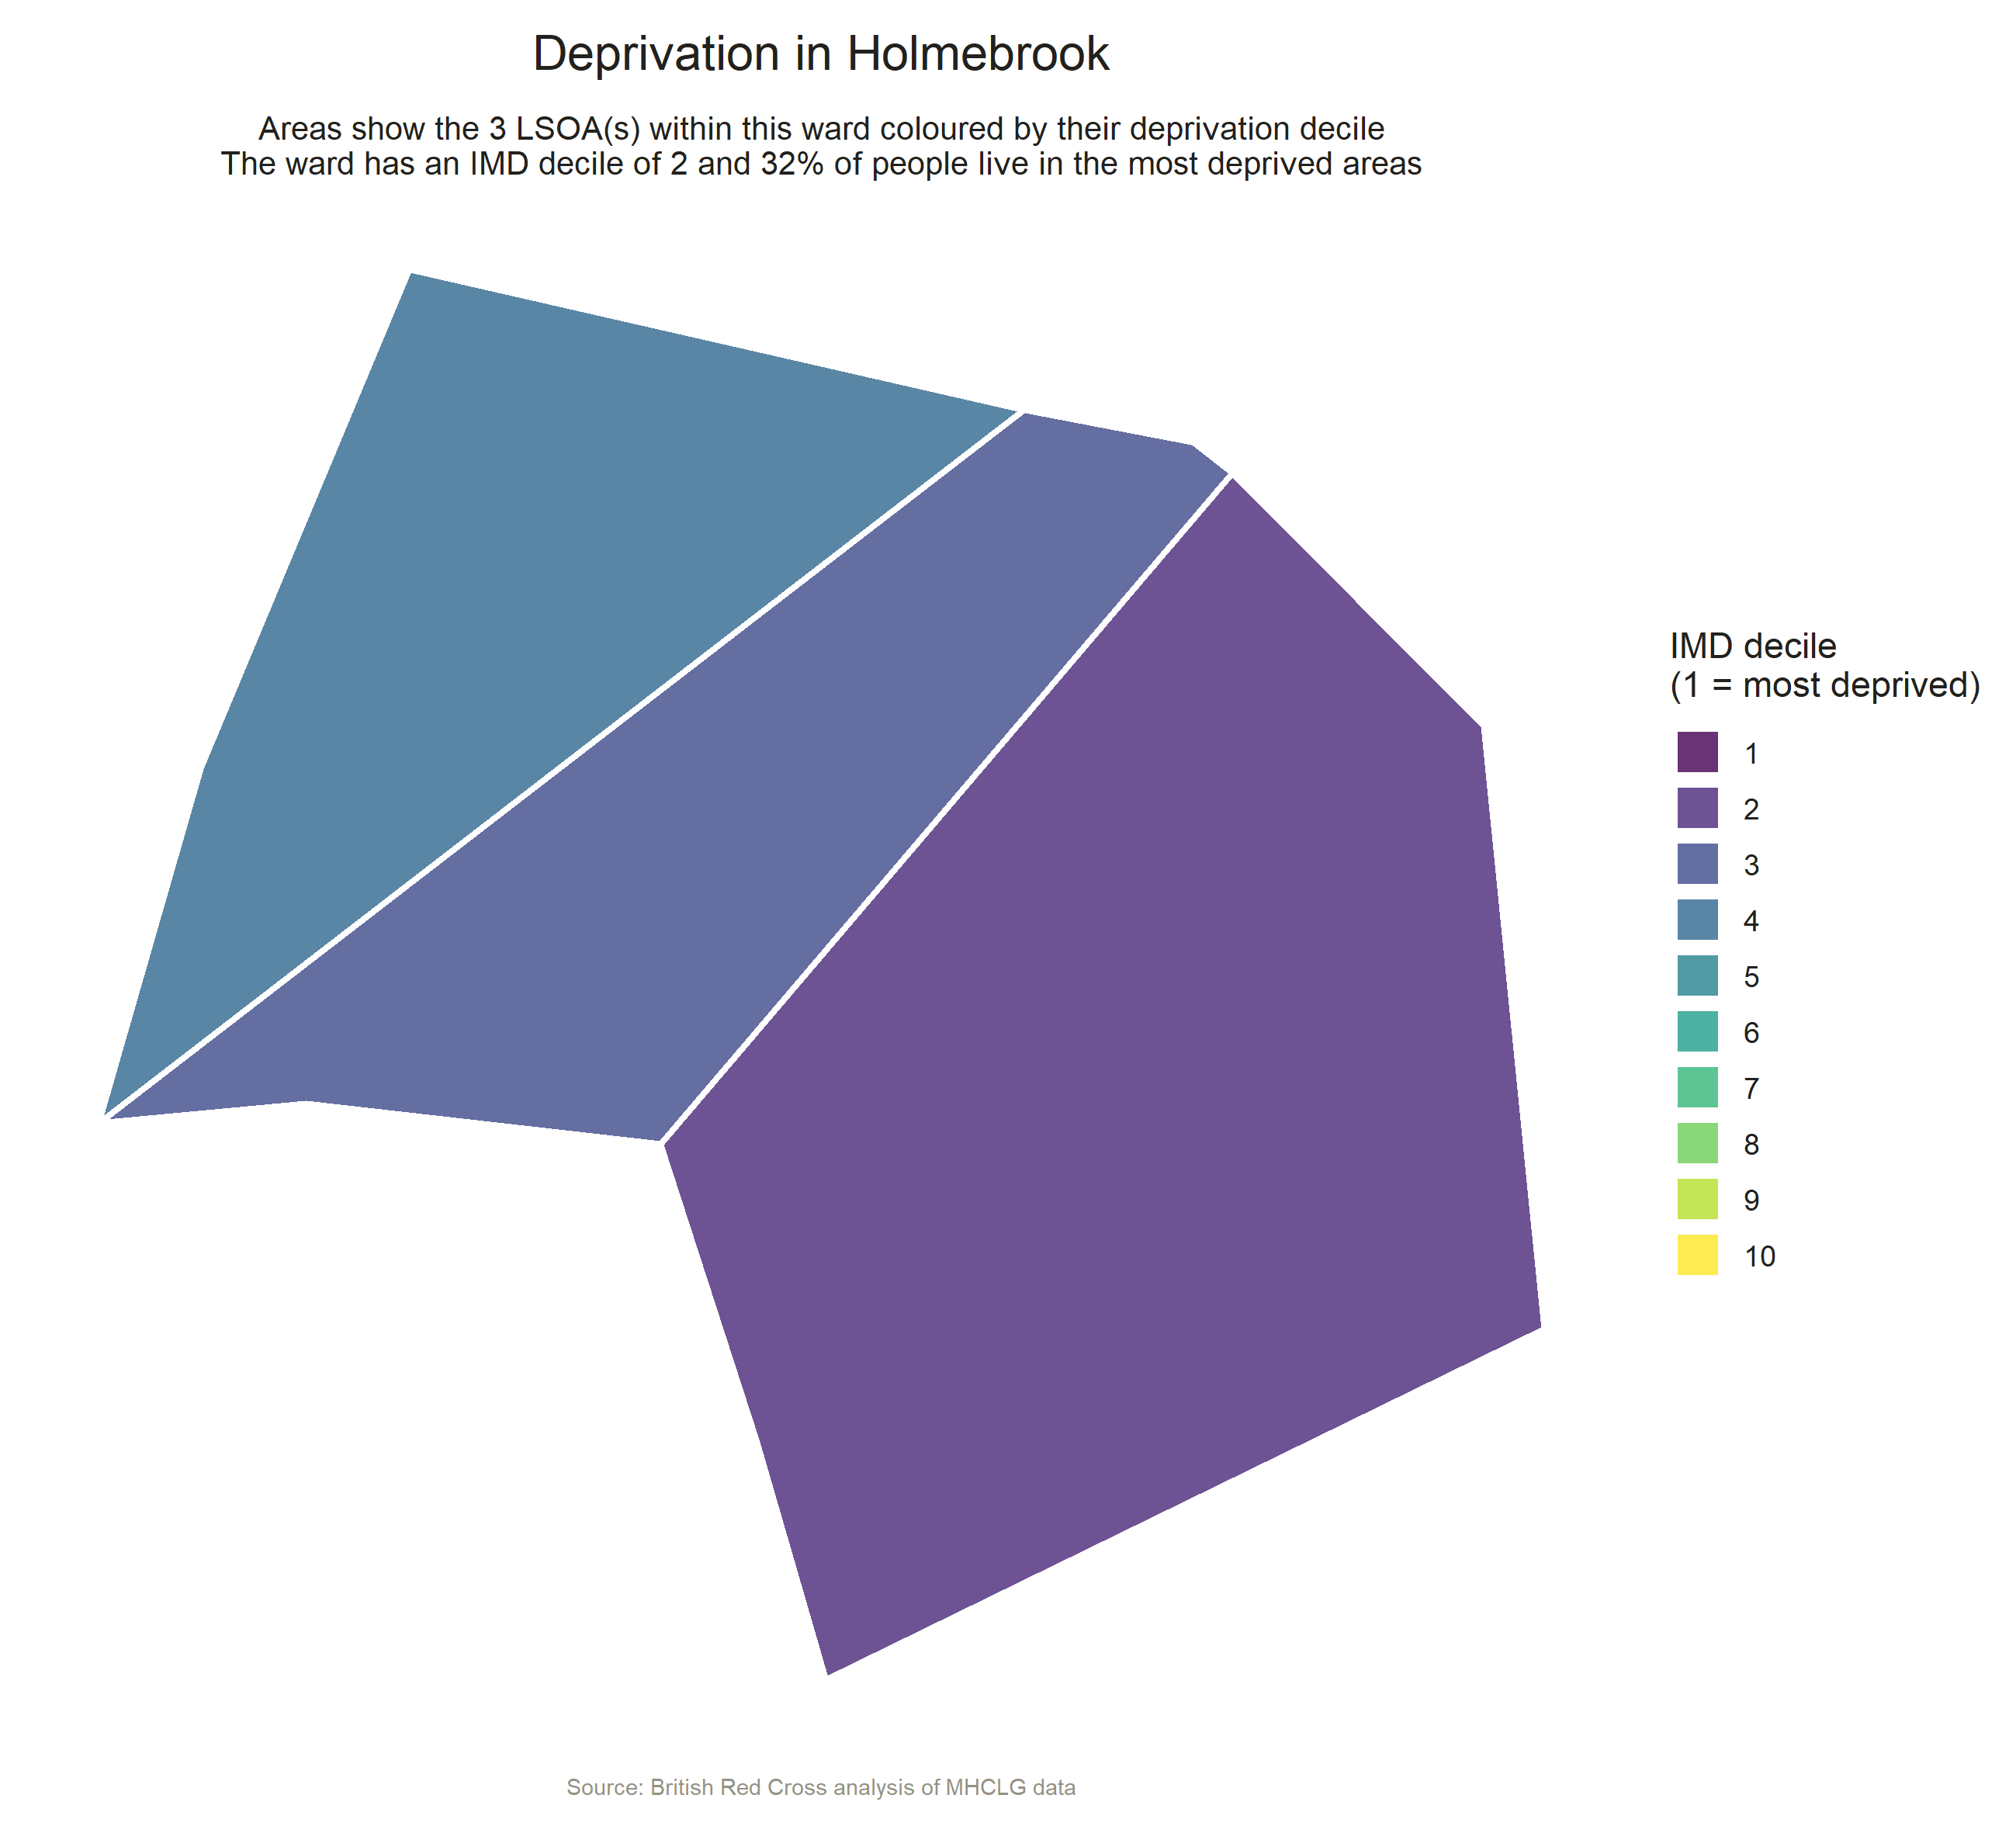 Deprivation in Holmebrook
Areas show the 3 LSOA(s) within this ward coloured by their deprivation decile
The ward has an IMD decile of 2 and 32% of people live in the most deprived areas
IMD decile
(1 = most deprived)
1
2
3
4
5
6
7
8
9
10
Source: British Red Cross analysis of MHCLG data